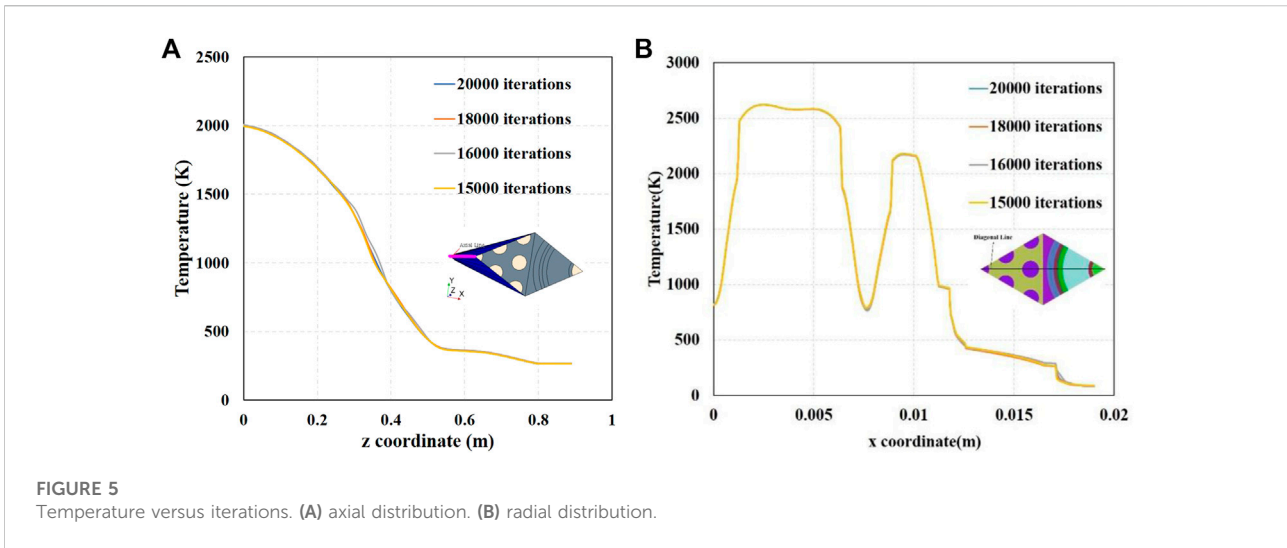 A
2500
2000
1500
1000
500
0
Temperature (K)
0 0.2 0.4 0.6 0.8 1
z coordinate (m)
20000 iterations
18000 iterations
16000 iterations
15000 iterations
Axial Line
Y
Z
X
B
3000
2500
2000
1500
1000
500
0
Temperature(K)
0 0.005 0.01 0.015 0.02
x coordinate(m)
20000 iterations
18000 iterations
16000 iterations
15000 iterations
Diagonal Line
FIGURE 5
Temperature versus iterations. (A) axial distribution. (B) radial distribution.